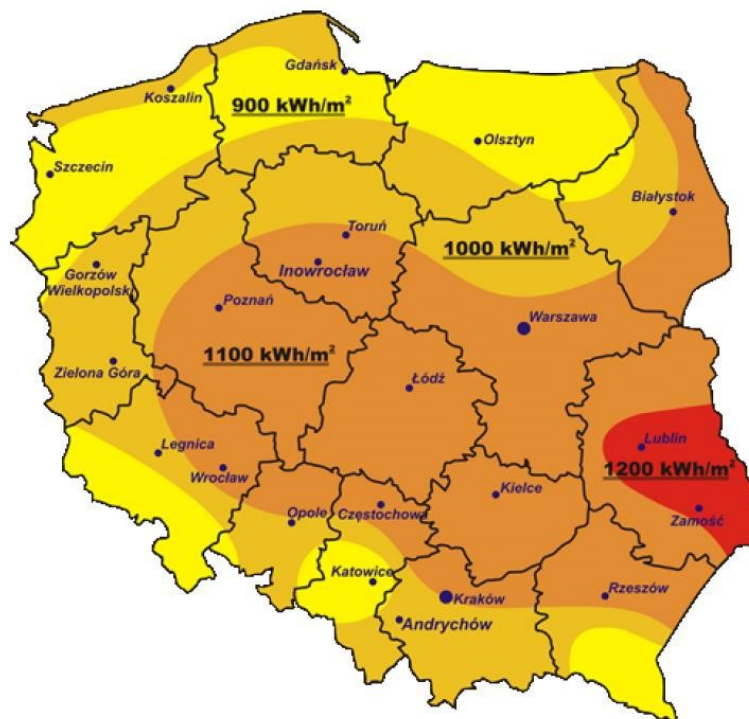 Gdańsk
Koszalin
900 kWh/m²
Olsztyn
Szczecin
Białystok
Toruń
1000 kWh/m²
Gorzów
Wielkopolski
Inowrocław
Poznań
Warszawa
1100 kWh/m²
Zielona Góra
Łódź
Legnica
Lublin
Wrocław
1200 kWh/m²
Kielce
Opole
Częstochowa
Zamość
Katowice
Kraków
Rzeszów
Andrychów